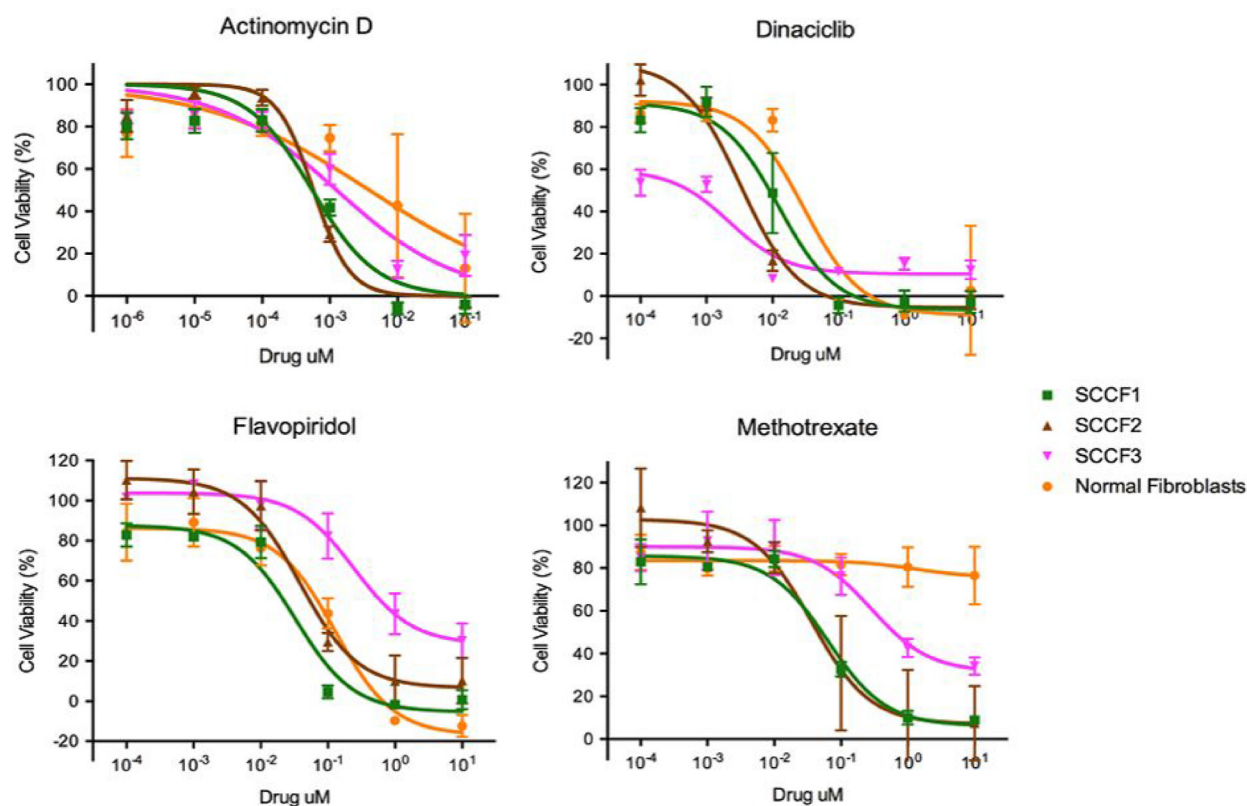 Actinomycin D
Cell Viability (%)
100
80
60
40
20
0
10-6 10-5 10-4 10-3 10-2 10-1
Drug uM
Dinaciclib
Cell Viability (%)
100
80
60
40
20
0
-20
10-4 10-3 10-2 10-1 100 101
Drug uM
Flavopiridol
Cell Viability (%)
120
100
80
60
40
20
0
-20
10-4 10-3 10-2 10-1 100 101
Drug uM
Methotrexate
Cell Viability (%)
120
100
80
60
40
20
0
10-4 10-3 10-2 10-1 100 101
Drug uM
SCCF1
SCCF2
SCCF3
Normal Fibroblasts